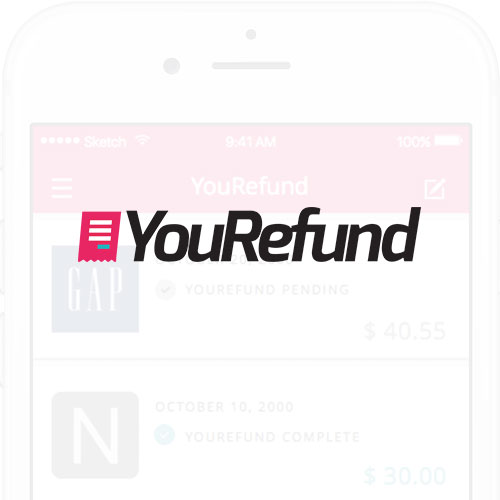 Sketch 9:41 AM 100%
YouRefund
YouRefund
GAP
YOUREFUND PENDING
$ 40.55
N
OCTOBER 10, 2000
YOUREFUND COMPLETE
$ 30.00